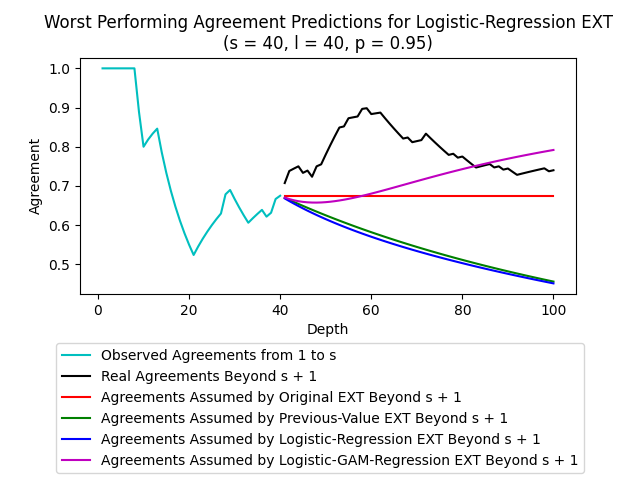 Worst Performing Agreement Predictions for Logistic-Regression EXT
(s = 40, l = 40, p = 0.95)
1.0
0.9
0.8
0.7
0.6
0.5
Agreement
0
20
40
60
80
100
Depth
Observed Agreements from 1 to s
Real Agreements Beyond s + 1
Agreements Assumed by Original EXT Beyond s + 1
Agreements Assumed by Previous-Value EXT Beyond s + 1
Agreements Assumed by Logistic-Regression EXT Beyond s + 1
Agreements Assumed by Logistic-GAM-Regression EXT Beyond s + 1